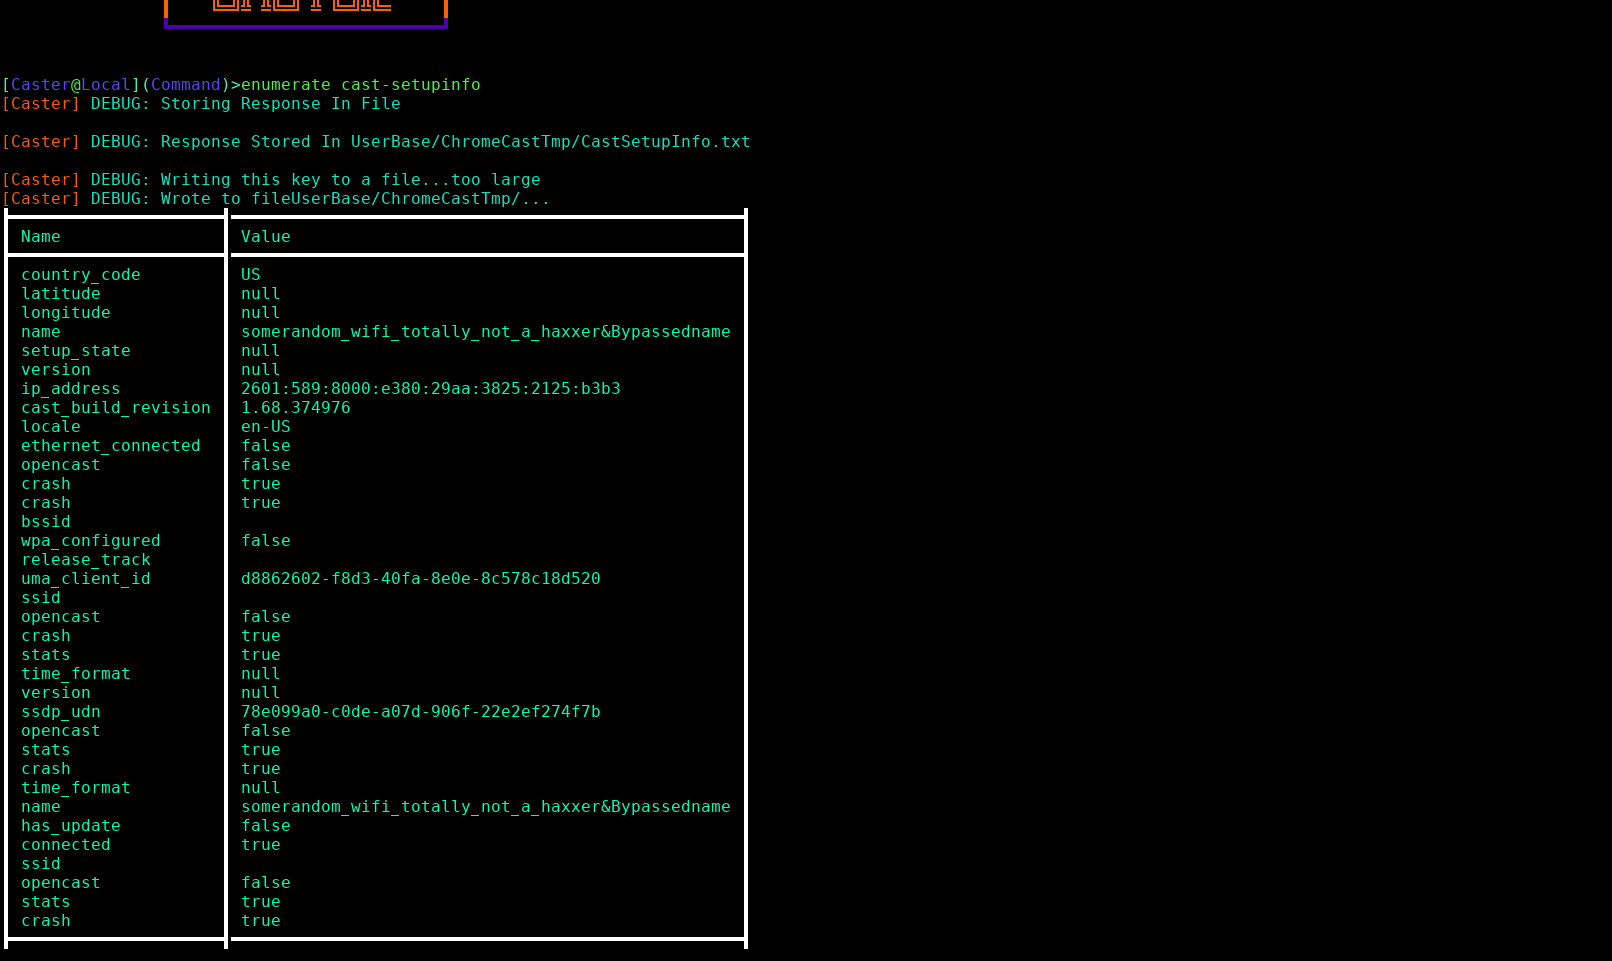 [Caster@Local](Command)>enumerate cast-setupinfo
[Caster] DEBUG: Storing Response In File
[Caster] DEBUG: Response Stored In UserBase/ChromeCastTmp/CastSetupInfo.txt
[Caster] DEBUG: Writing this key to a file...too large
[Caster] DEBUG: Wrote to fileUserBase/ChromeCastTmp/...
Name Value
country_code US
latitude null
longitude null
name somerandom_wifi_totally_not_a_haxxer&Bypassedname
setup_state null
version null
ip_address 2601:589:8000:e380:29aa:3825:2125:b3b3
cast_build_revision 1.68.374976
locale en-US
ethernet_connected false
opencast false
crash true
crash true
bssid
wpa_configured false
release_track
uma_client_id d8862602-f8d3-40fa-8e0e-8c578c18d520
ssid
opencast false
crash true
stats true
time_format null
version null
ssdp_udn 78e099a0-c0de-a07d-906f-22e2ef274f7b
opencast false
stats true
crash true
time_format null
name somerandom_wifi_totally_not_a_haxxer&Bypassedname
has_update false
connected true
ssid
opencast false
stats true
crash true